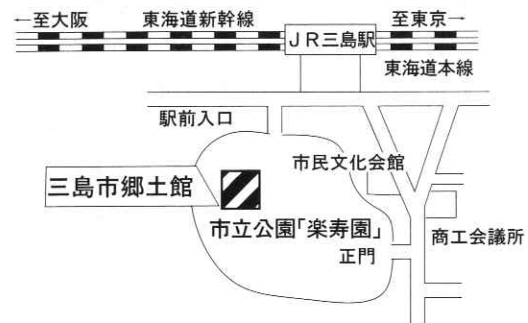 ←至大阪
東海道新幹線
JR三島駅
至東京→
東海道本線
駅前入口
市民文化会館
三島市郷土館
市立公園「楽寿園」
正門
商工会議所